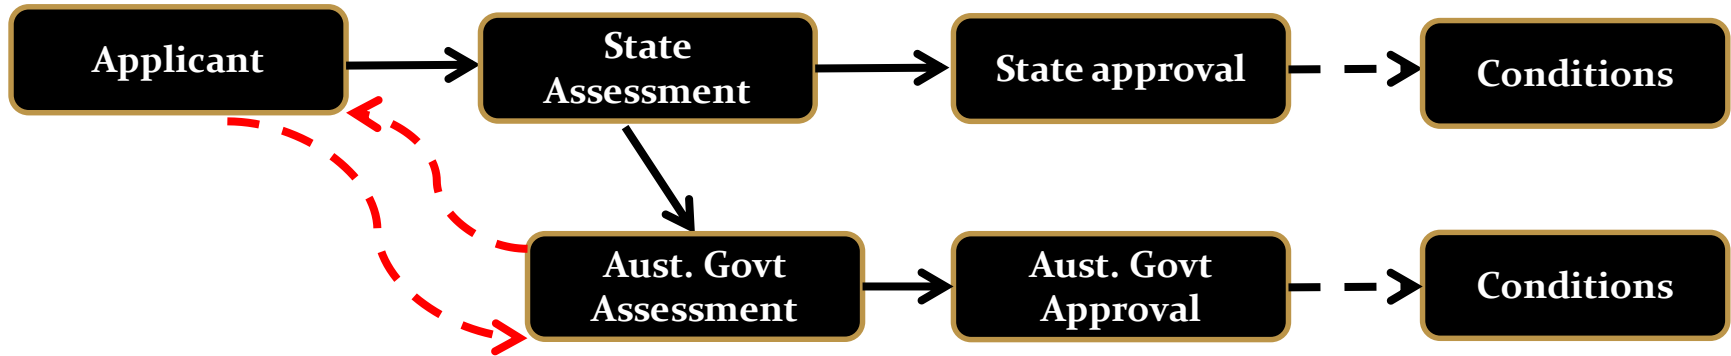 Applicant
State
Assessment
State approval
Conditions
Aust. Govt
Assessment
Aust. Govt
Approval
Conditions